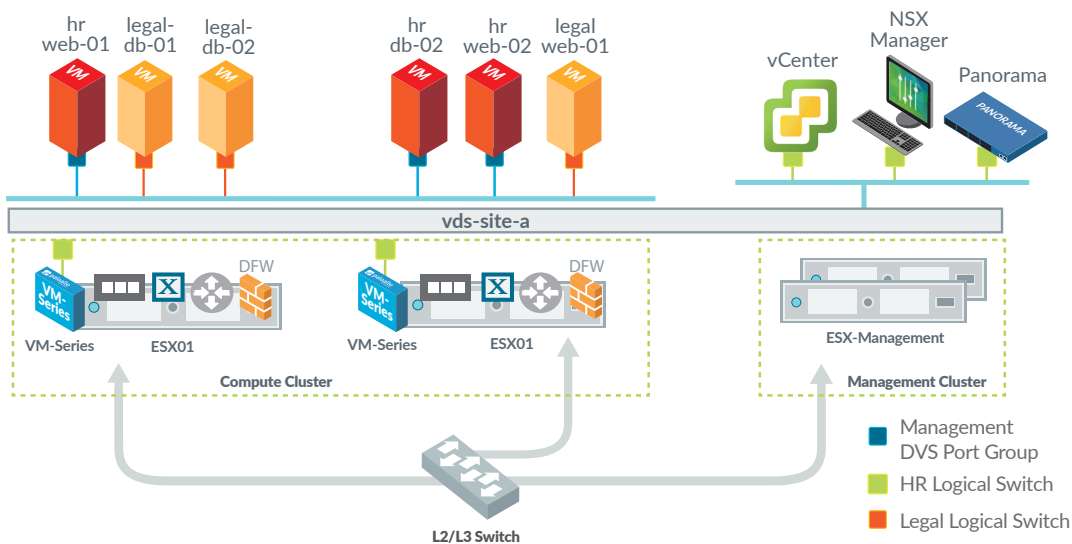 hr
web-01
legal-
db-01
legal-
db-02
hr
db-02
hr
web-02
legal
web-01
VM
VM
VM
VM
VM
VM
vCenter
NSX
Manager
Panorama
PANORAMA
vds-site-a
paloalto
VM-
Series
DFW
VM-Series
ESX01
X
paloalto
VM-
Series
DFW
VM-Series
ESX01
X
Compute Cluster
ESX-Management
Management Cluster
L2/L3 Switch
Management
DVS Port Group
HR Logical Switch
Legal Logical Switch